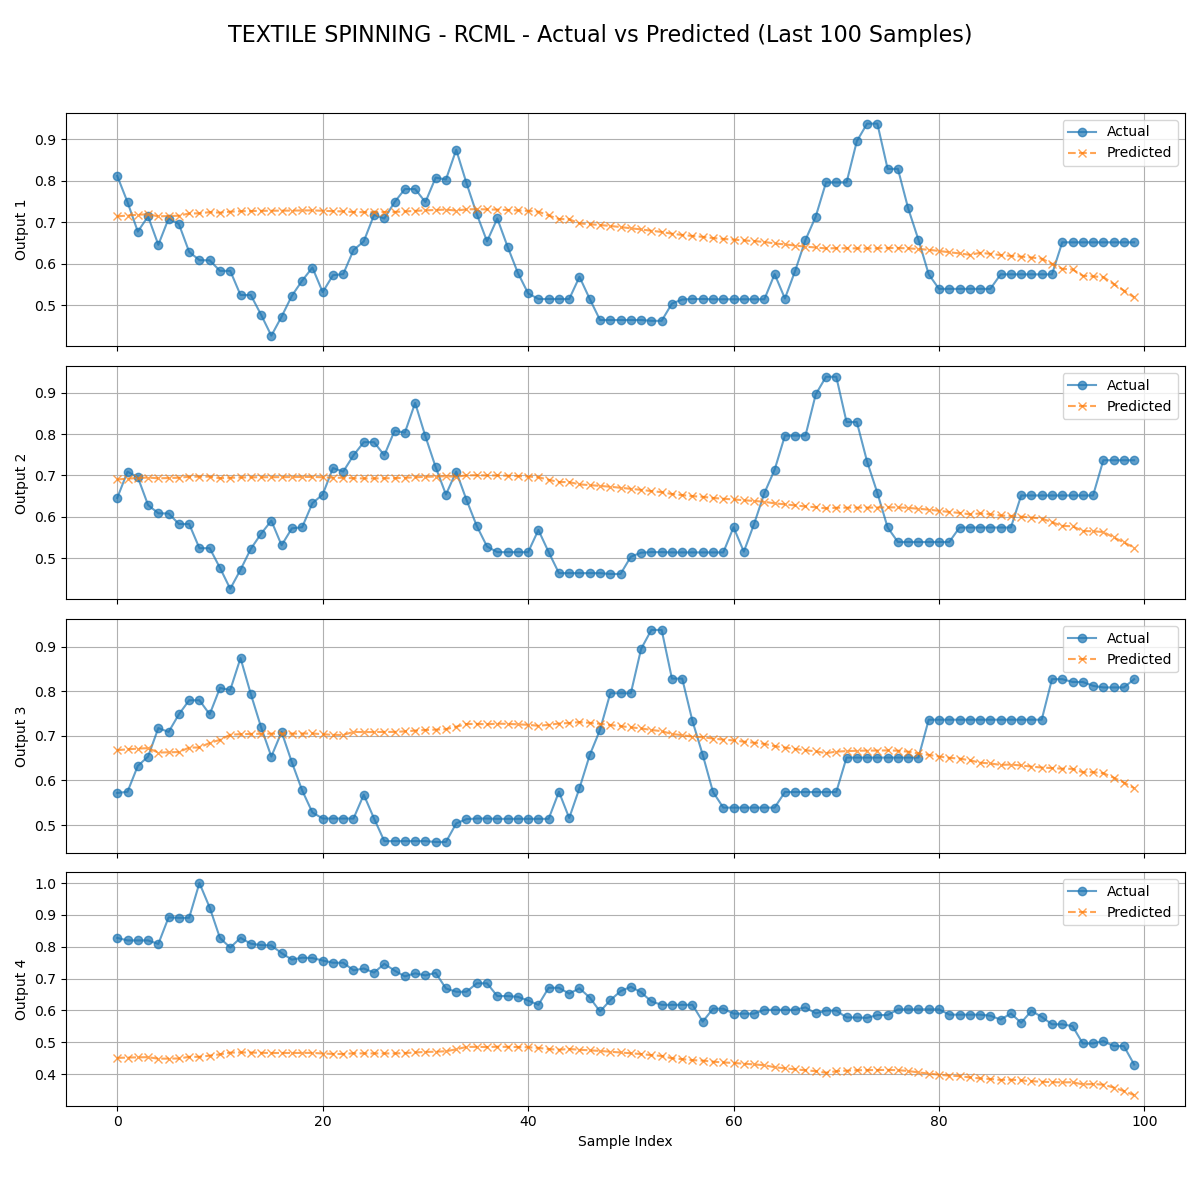 TEXTILE SPINNING - RCML - Actual vs Predicted (Last 100 Samples)
Output 1
0.9
0.8
0.7
0.6
0.5
Actual
Predicted
Output 2
0.9
0.8
0.7
0.6
0.5
Actual
Predicted
Output 3
0.9
0.8
0.7
0.6
0.5
Actual
Predicted
Output 4
1.0
0.9
0.8
0.7
0.6
0.5
0.4
Actual
Predicted
0 20 40 60 80 100
Sample Index